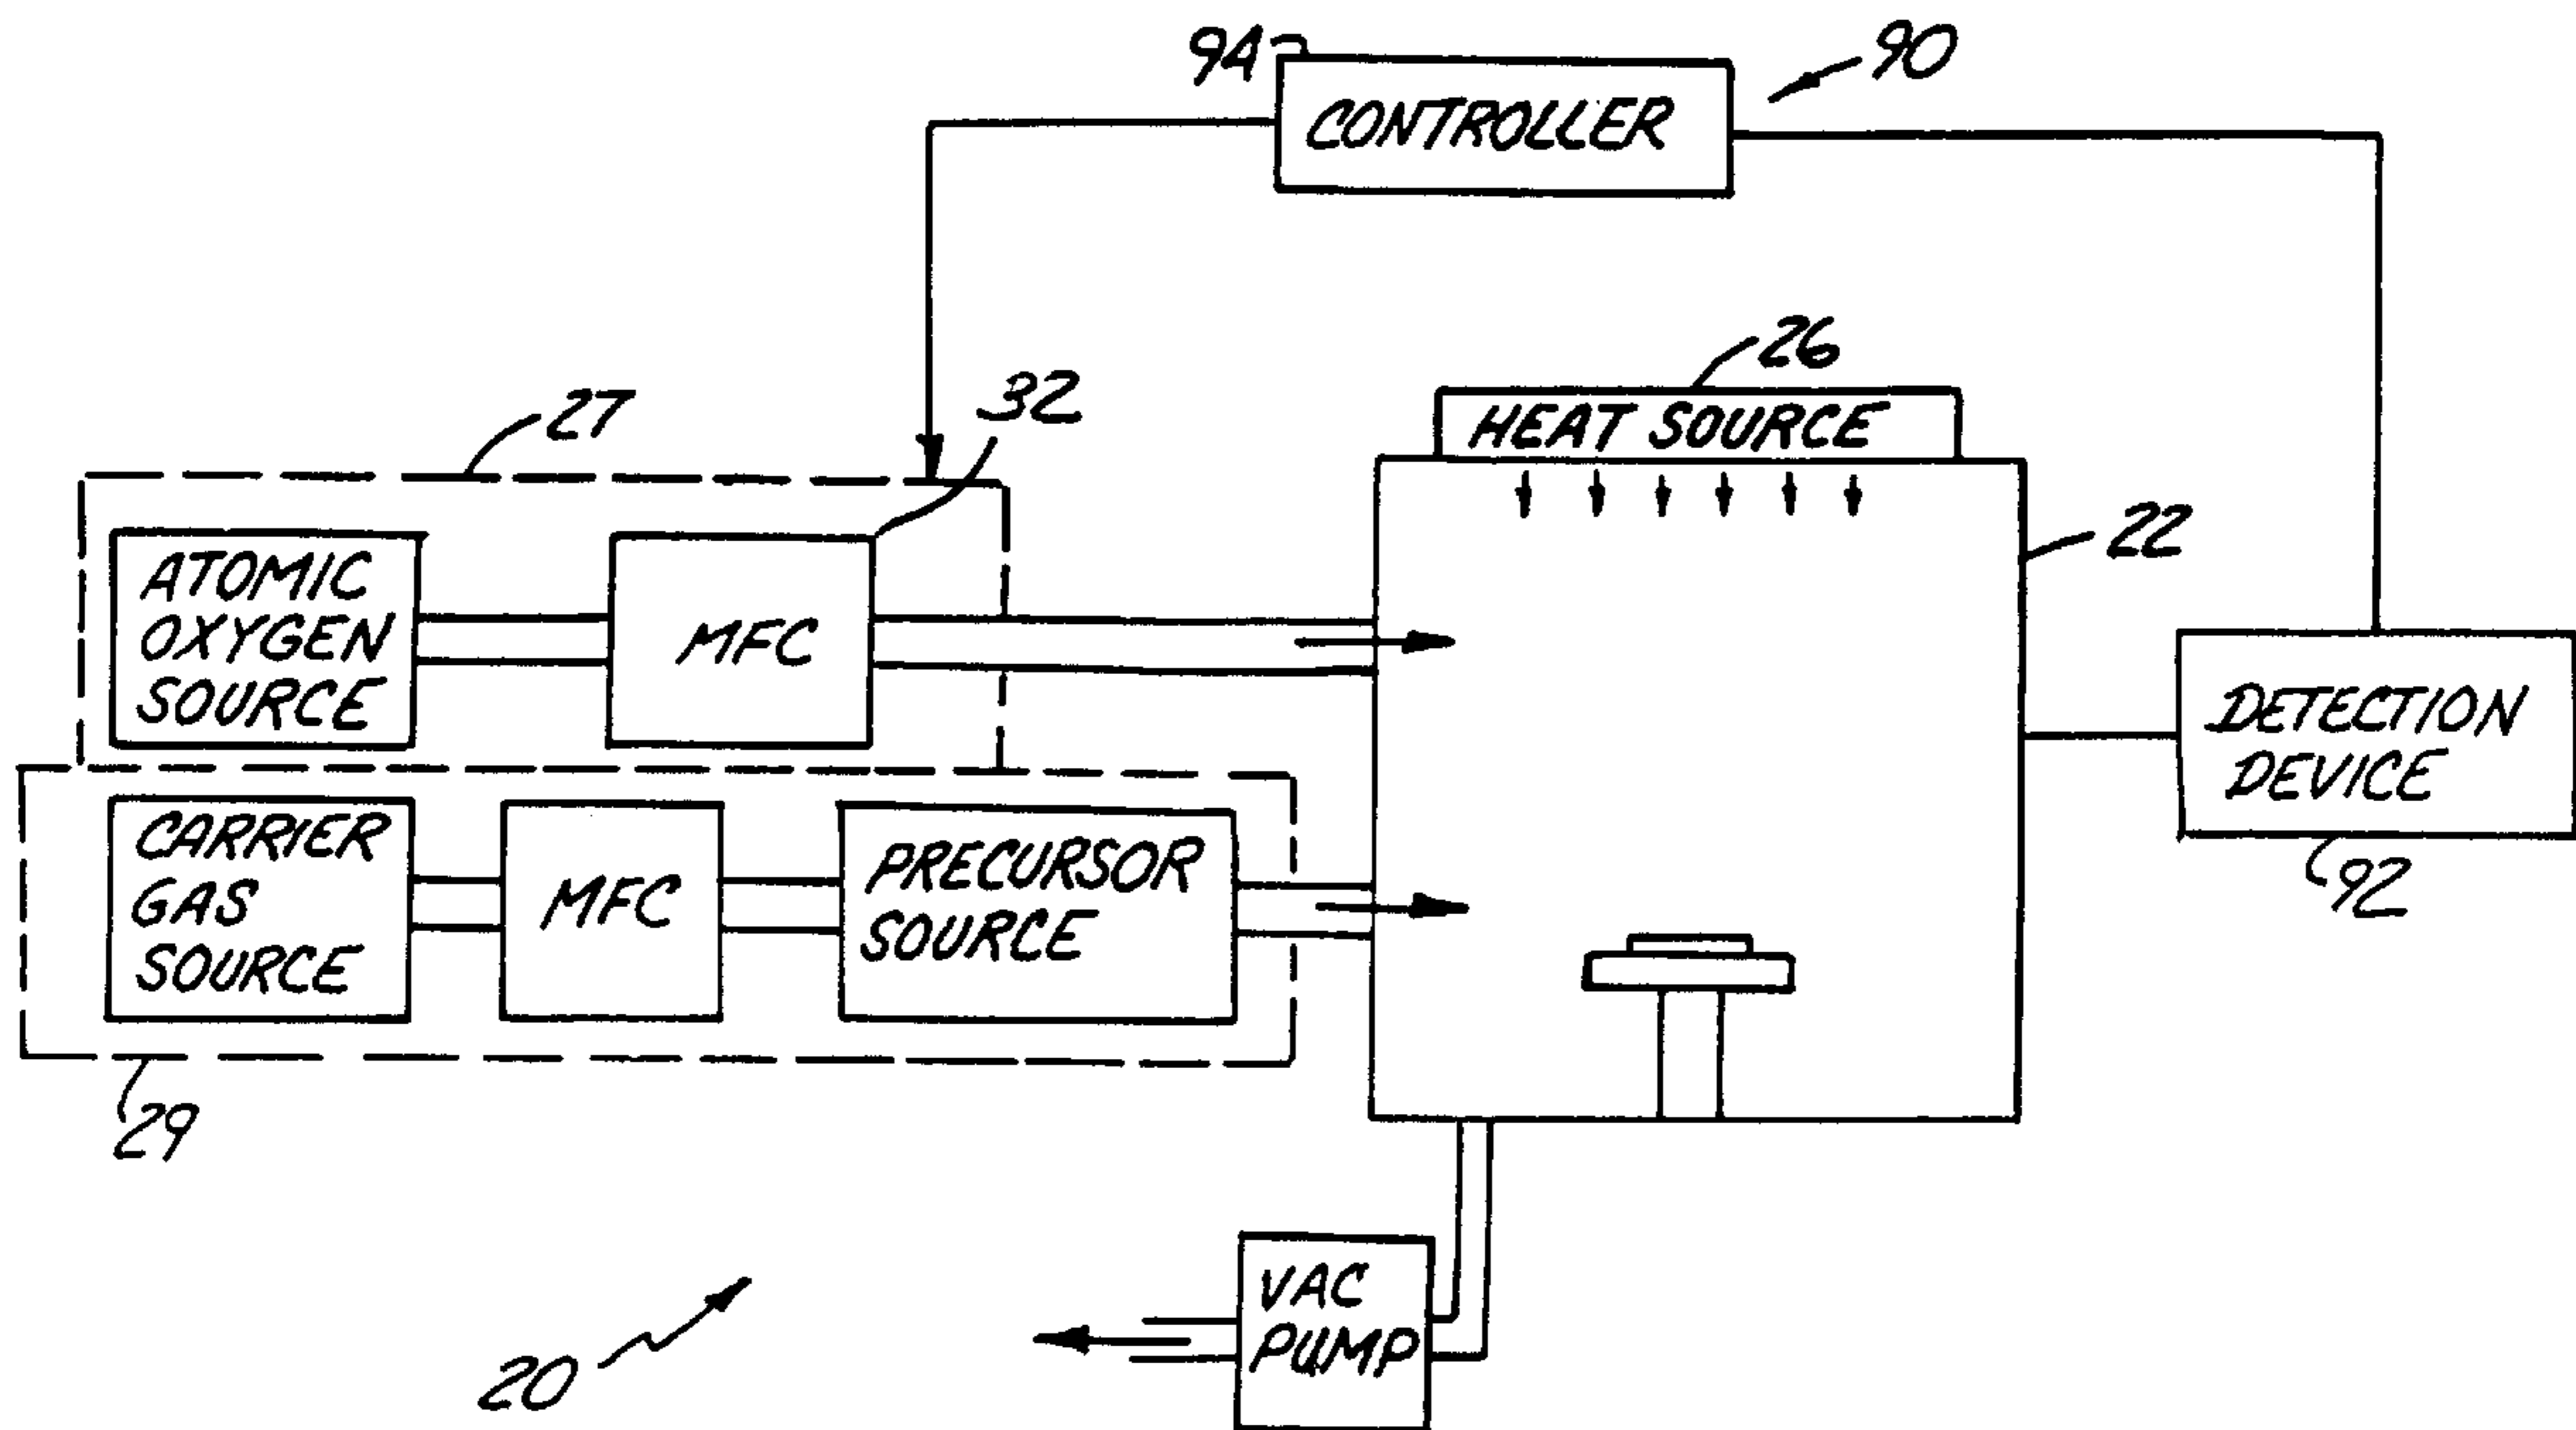 94
CONTROLLER
90
26
HEAT SOURCE
27
32
22
ATOMIC
OXYGEN
SOURCE
MFC
DETECTION
DEVICE
92
CARRIER
GAS
SOURCE
MFC
PRECURSOR
SOURCE
29
VAC
PUMP
20